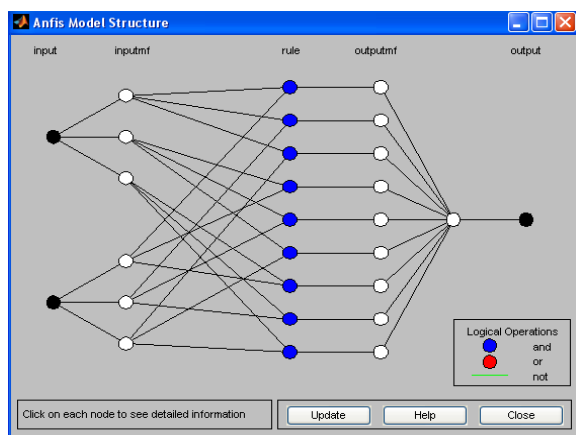 Anfis Model Structure
input inputmf rule outputmf output
Logical Operations
and
or
not
Click on each node to see detailed information
Update Help Close